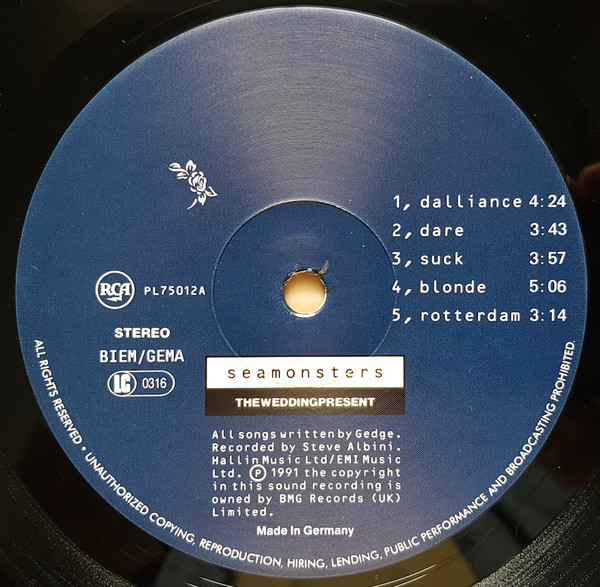 1, dalliance 4:24
2, dare 3:43
3, suck 3:57
4, blonde 5:06
5, rotterdam 3:14
RCA PL75012A
STEREO
BIEM/GEMA
LC 0316
seamonsters
THEWEDDINGPRESENT
All songs written by Gedge.
Recorded by Steve Albini.
Hallin Music Ltd/EMI Music
Ltd. Ⓟ 1991 the copyright
in this sound recording is
owned by BMG Records (UK)
Limited.
Made In Germany
ALL RIGHTS RESERVED • UNAUTHORIZED COPYING, REPRODUCTION, HIRING, LENDING, PUBLIC PERFORMANCE AND BROADCASTING PROHIBITED.